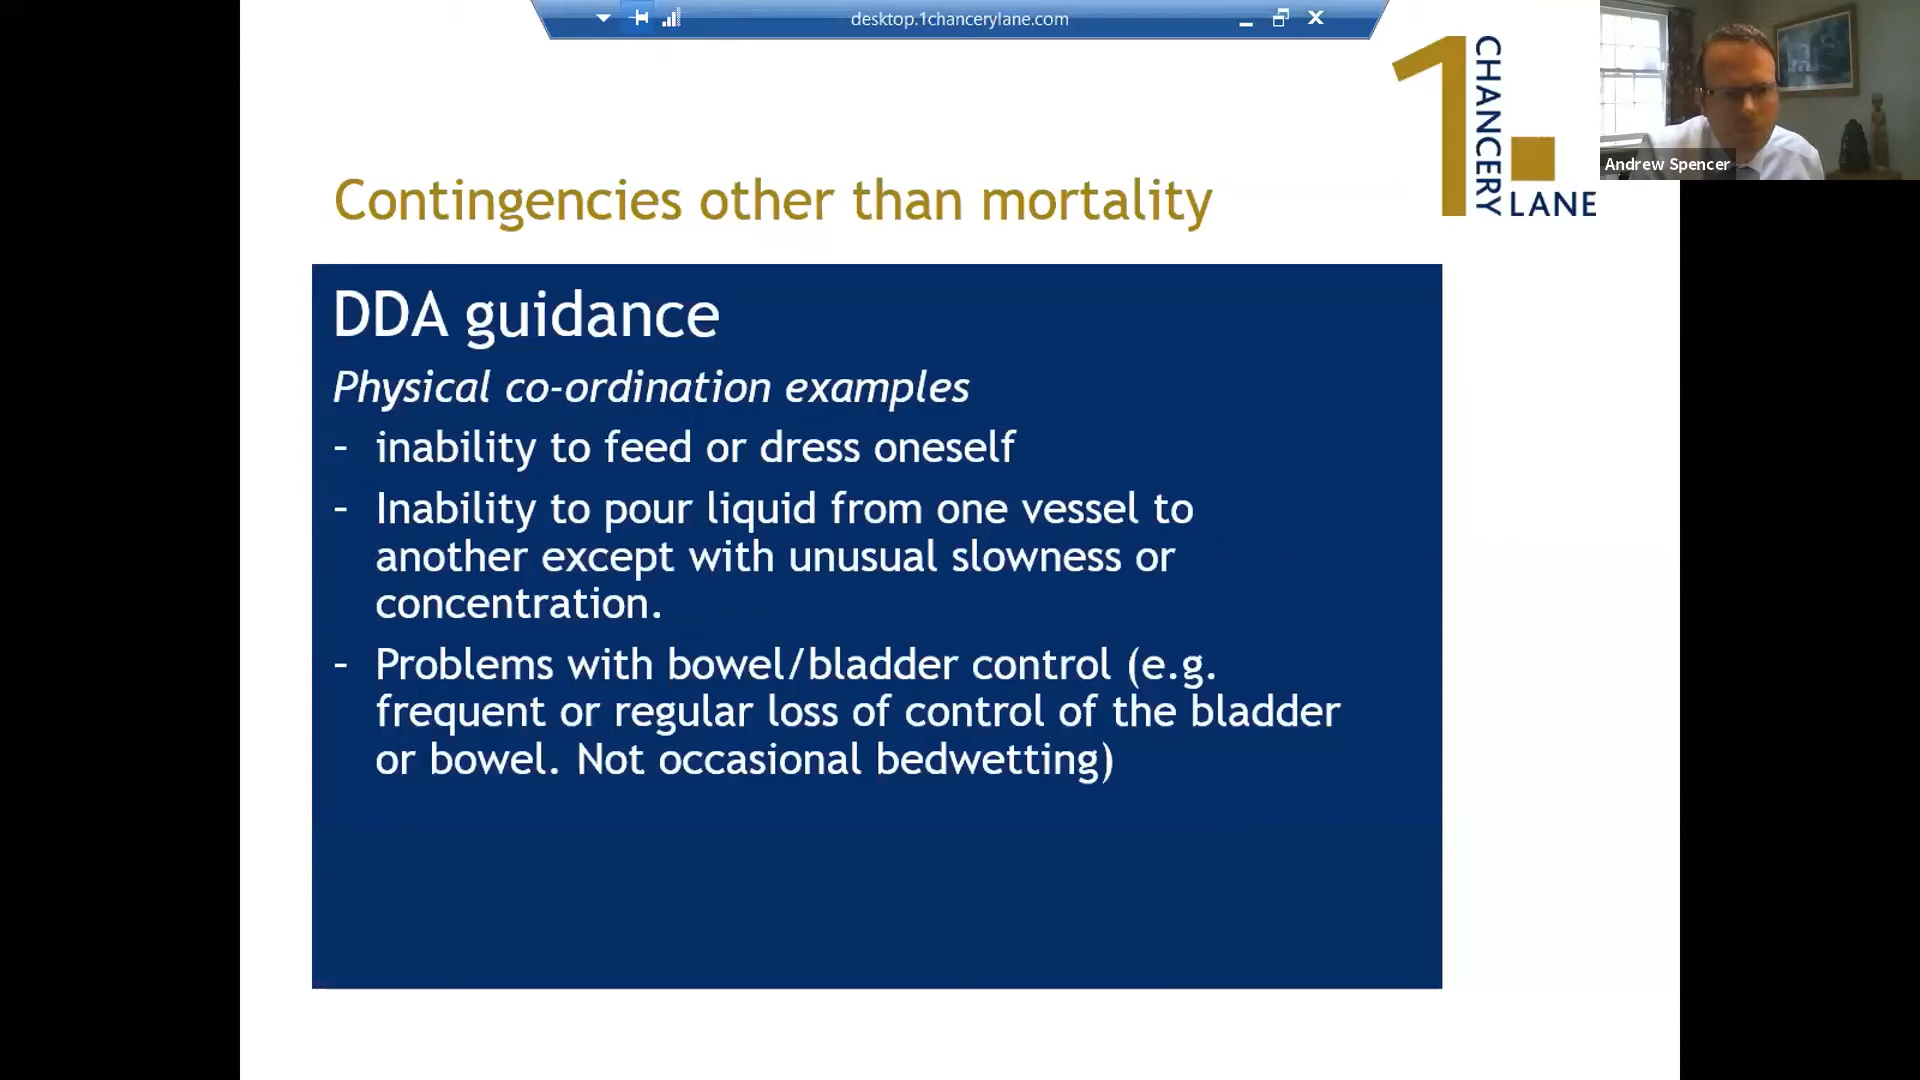 desktop.1chancerylane.com
1 CHANCERY LANE
Andrew Spencer
Contingencies other than mortality
DDA guidance
Physical co-ordination examples
- inability to feed or dress oneself
- Inability to pour liquid from one vessel to
another except with unusual slowness or
concentration.
- Problems with bowel/bladder control (e.g.
frequent or regular loss of control of the bladder
or bowel. Not occasional bedwetting)